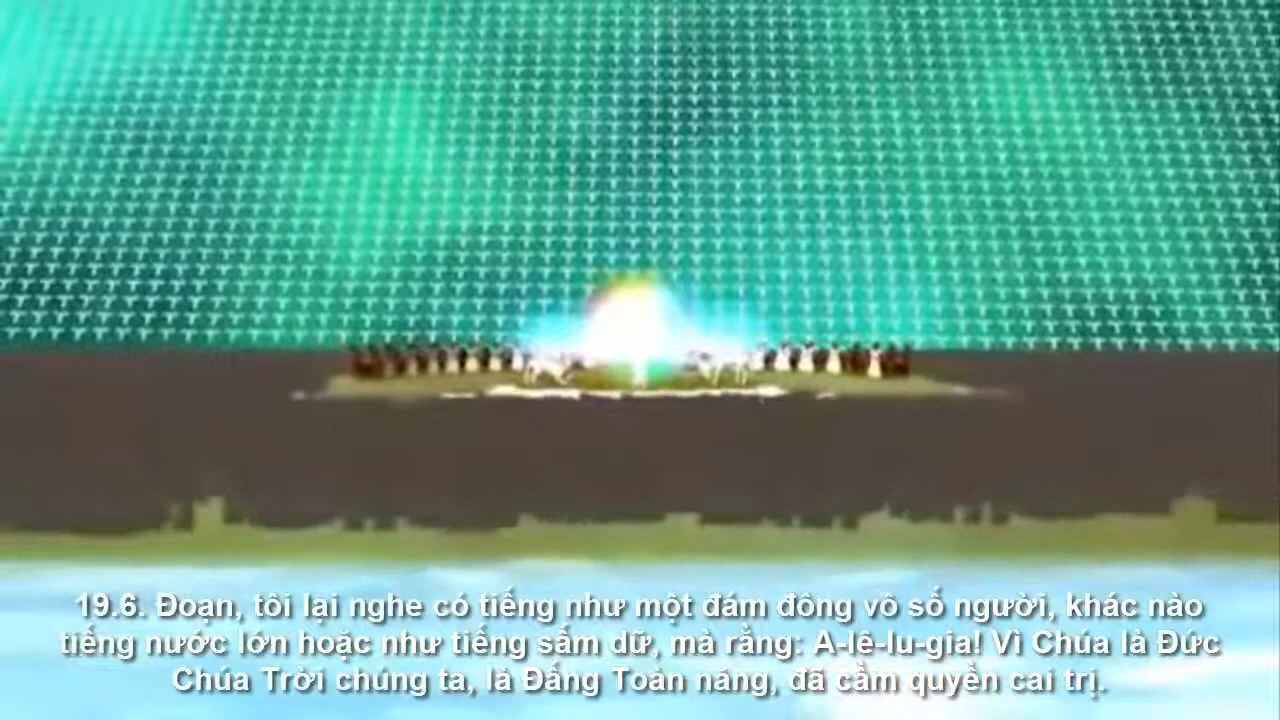 19.6. Đoạn, tôi lại nghe có tiếng như một đám đông vô số người, khác nào
tiếng nước lớn hoặc như tiếng sấm dữ, mà rằng: A-lê-lu-gia! Vì Chúa là Đức
Chúa Trời chúng ta, là Đấng Toàn năng, đã cầm quyền cai trị.